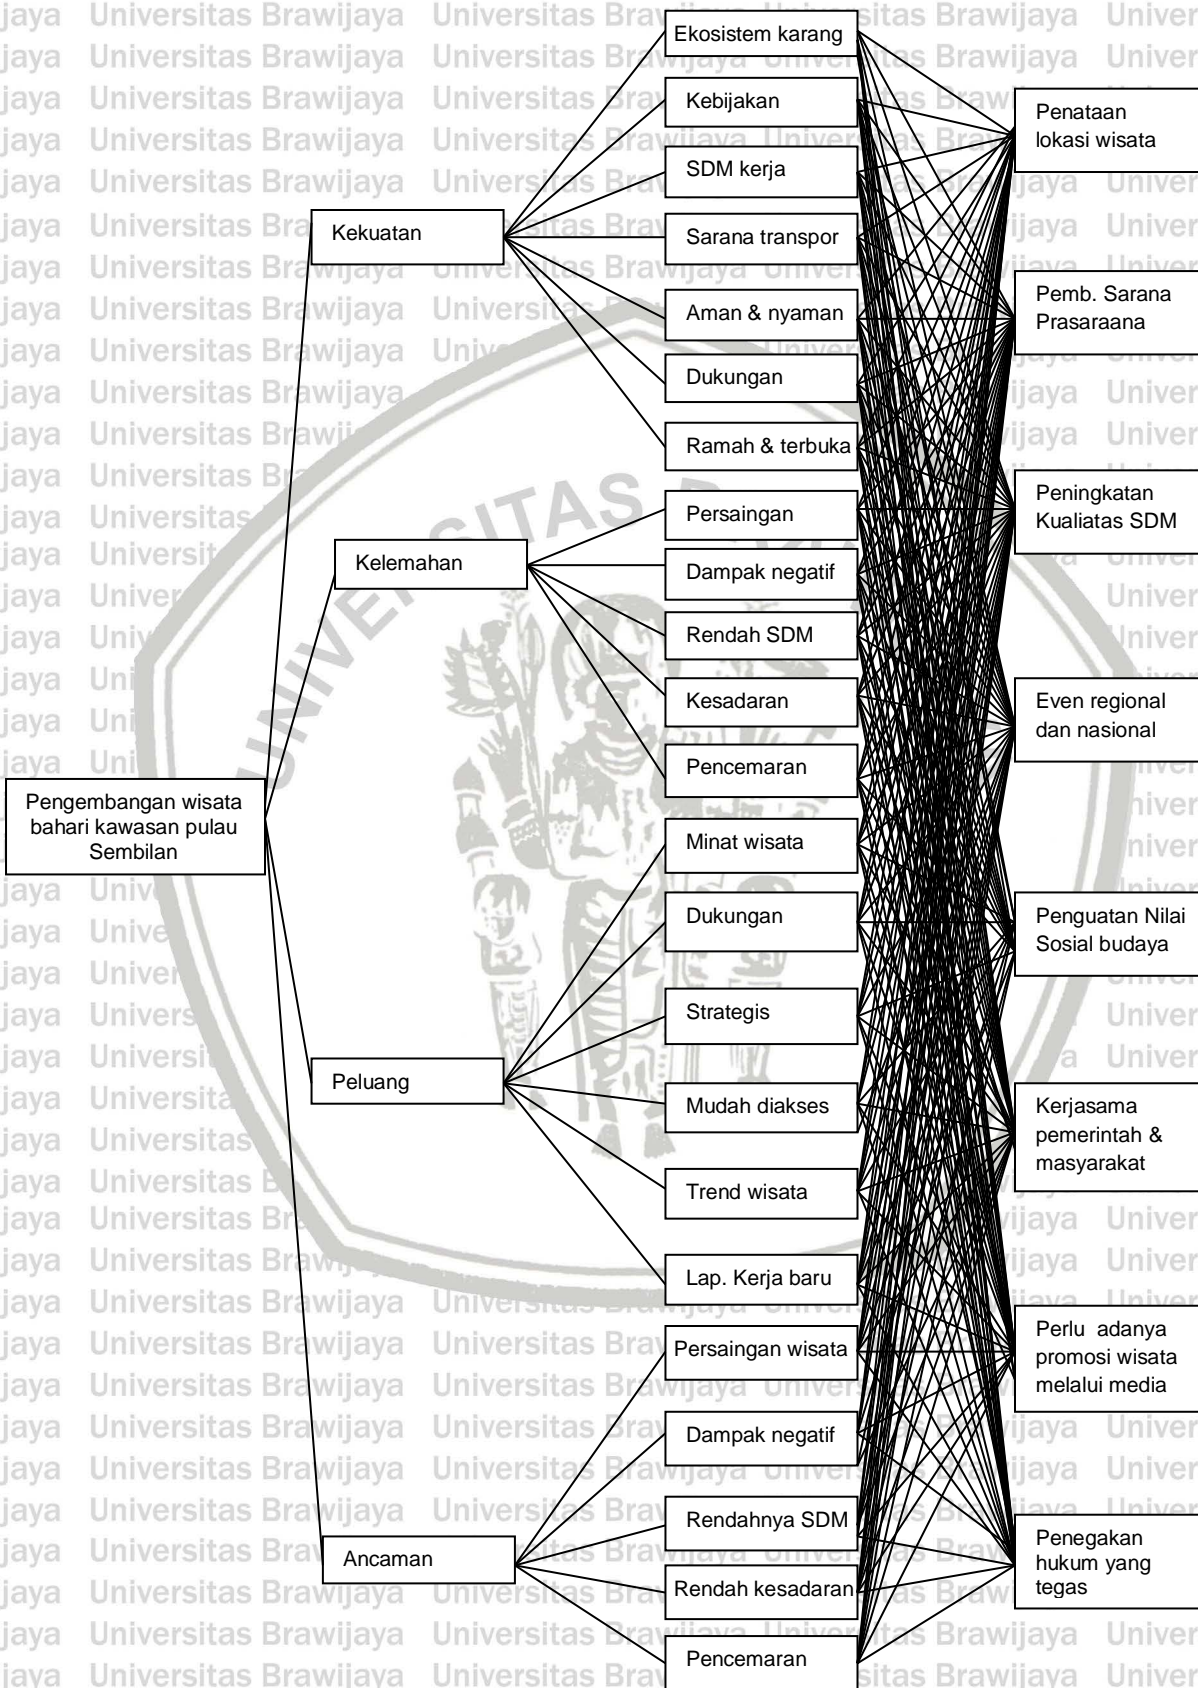 Pengembangan wisata
bahari kawasan pulau
Sembilan
Kekuatan
Kelemahan
Peluang
Ancaman
Ekosistem karang
Kebijakan
SDM kerja
Sarana transpor
Aman & nyaman
Dukungan
Ramah & terbuka
Persaingan
Dampak negatif
Rendah SDM
Kesadaran
Pencemaran
Minat wisata
Dukungan
Strategis
Mudah diakses
Trend wisata
Lap. Kerja baru
Persaingan wisata
Dampak negatif
Rendahnya SDM
Rendah kesadaran
Pencemaran
Penataan
lokasi wisata
Pemb. Sarana
Prasaraana
Peningkatan
Kualiatas SDM
Even regional
dan nasional
Penguatan Nilai
Sosial budaya
Kerjasama
pemerintah &
masyarakat
Perlu adanya
promosi wisata
melalui media
Penegakan
hukum yang
tegas